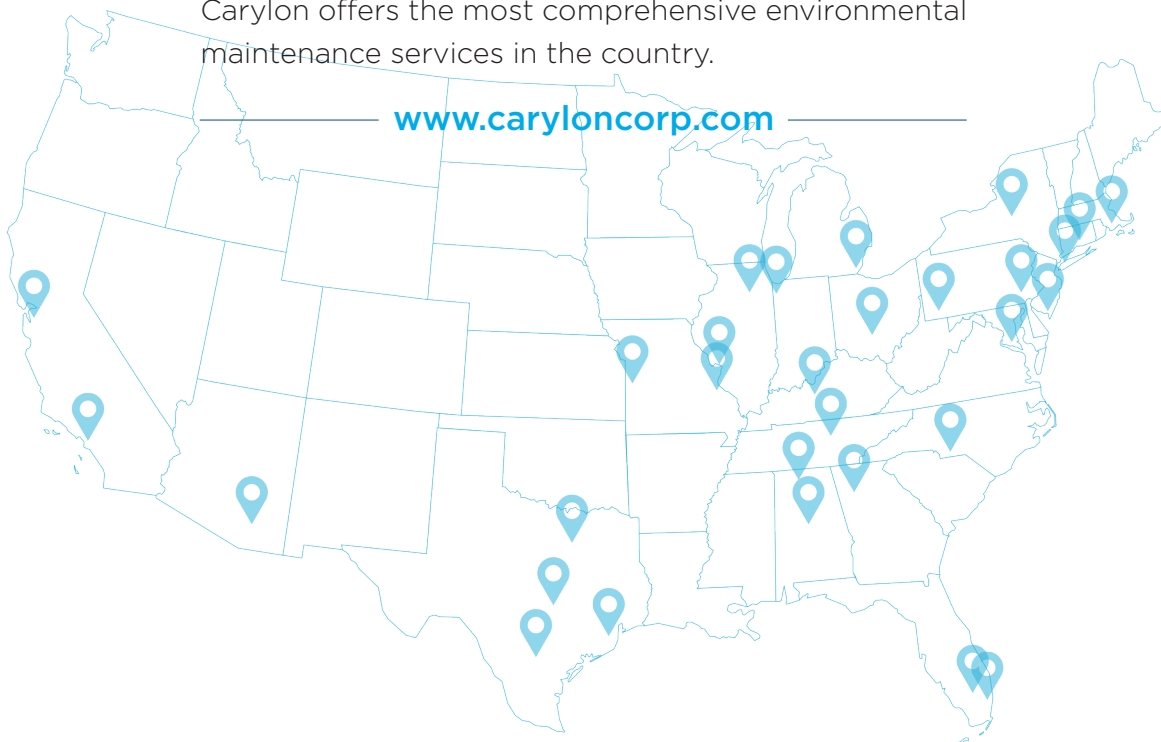 Carylon offers the most comprehensive environmental
maintenance services in the country.
www.caryloncorp.com